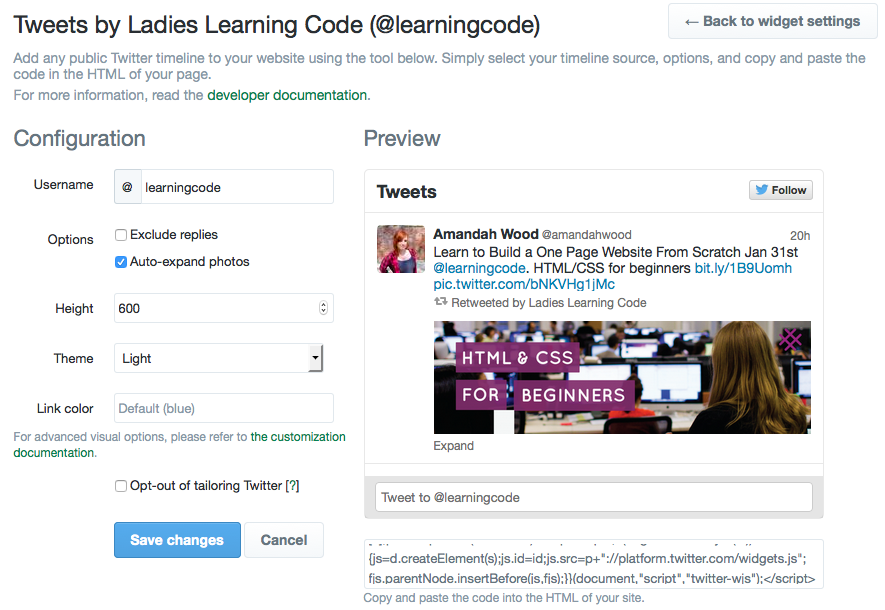 Tweets by Ladies Learning Code (@learningcode)
← Back to widget settings
Add any public Twitter timeline to your website using the tool below. Simply select your timeline source, options, and copy and paste the
code in the HTML of your page.
For more information, read the developer documentation.
Configuration
Username
@ learningcode
Options
Exclude replies
Auto-expand photos
Height
600
Theme
Light
Link color
Default (blue)
For advanced visual options, please refer to the customization
documentation.
Opt-out of tailoring Twitter [?]
Save changes
Cancel
Preview
Tweets
Follow
Amandah Wood @amandahwood
20h
Learn to Build a One Page Website From Scratch Jan 31st
@learningcode. HTML/CSS for beginners bit.ly/1B9Uomh
pic.twitter.com/bNKVHg1jMc
Retweeted by Ladies Learning Code
HTML & CSS
FOR BEGINNERS
Expand
Tweet to @learningcode
{js=d.createElement(s);js.id=id;js.src=p+"://platform.twitter.com/widgets.js";
fjs.parentNode.insertBefore(js,fjs);}}(document,"script","twitter-wjs");</script>
Copy and paste the code into the HTML of your site.